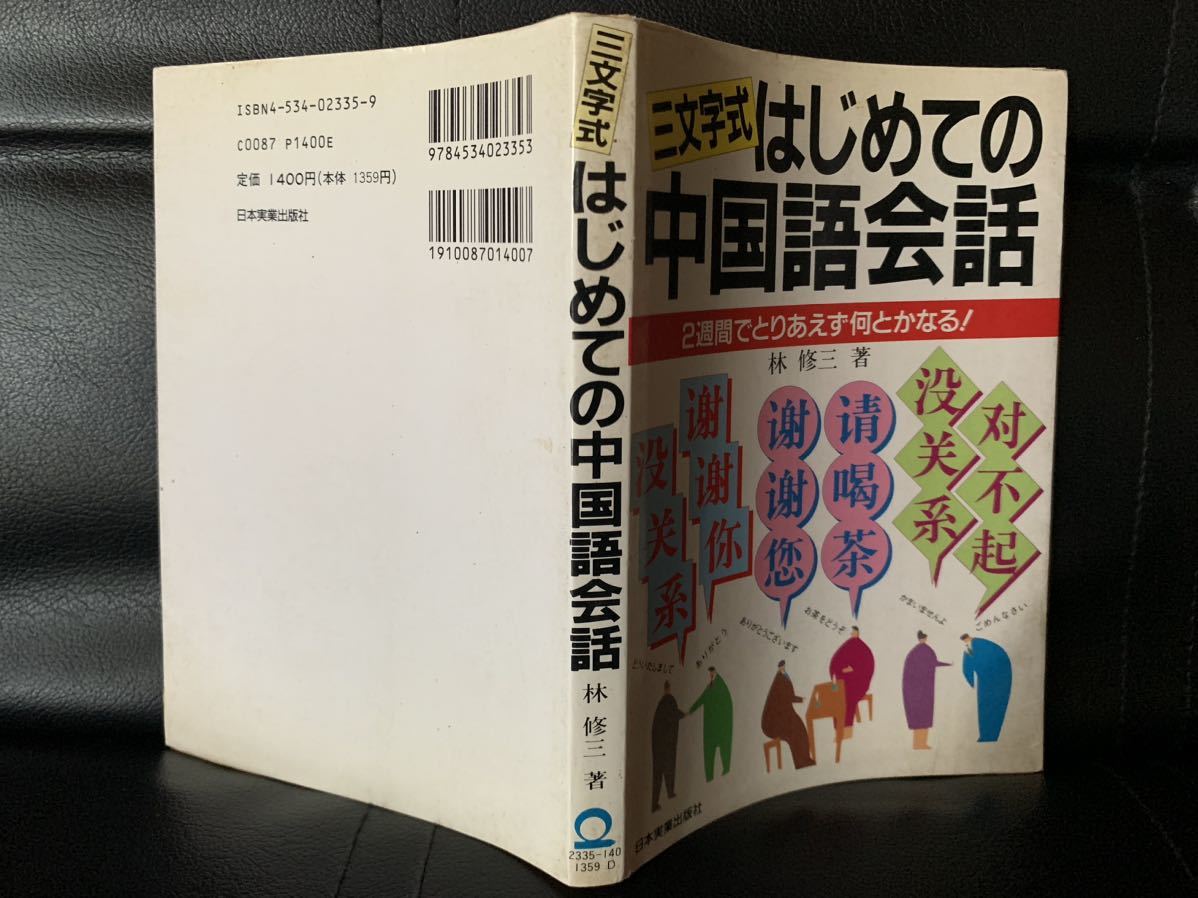 ISBN4-534-02335-9
C0087 P1400E
定価 1400円(本体 1359円)
日本実業出版社
9784534023353
1910087014007
三文字式
はじめての中国語会話
林 修三 著
2335-140
1359 D
三文字式
はじめての
中国語会話
2週間でとりあえず何とかなる!
林 修三 著
对不起
没关系
请喝茶
谢谢您
谢谢你
没关系
ごめんなさい
かまいませんよ
お茶をどうぞ
ありがとうございます
ありがとう
どういたしまして
日本実業出版社